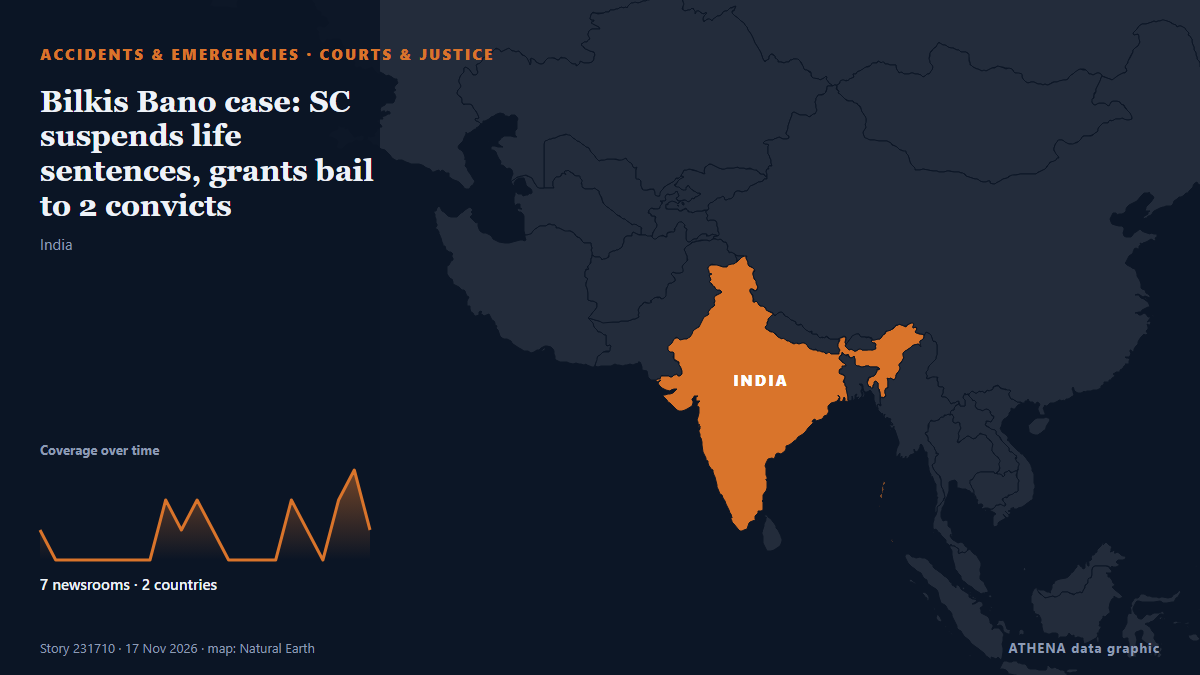 ACCIDENTS & EMERGENCIES · COURTS & JUSTICE
Bilkis Bano case: SC
suspends life
sentences, grants bail
to 2 convicts
India
INDIA
Coverage over time
7 newsrooms · 2 countries
Story 231710 · 17 Nov 2026 · map: Natural Earth
ATHENA data graphic